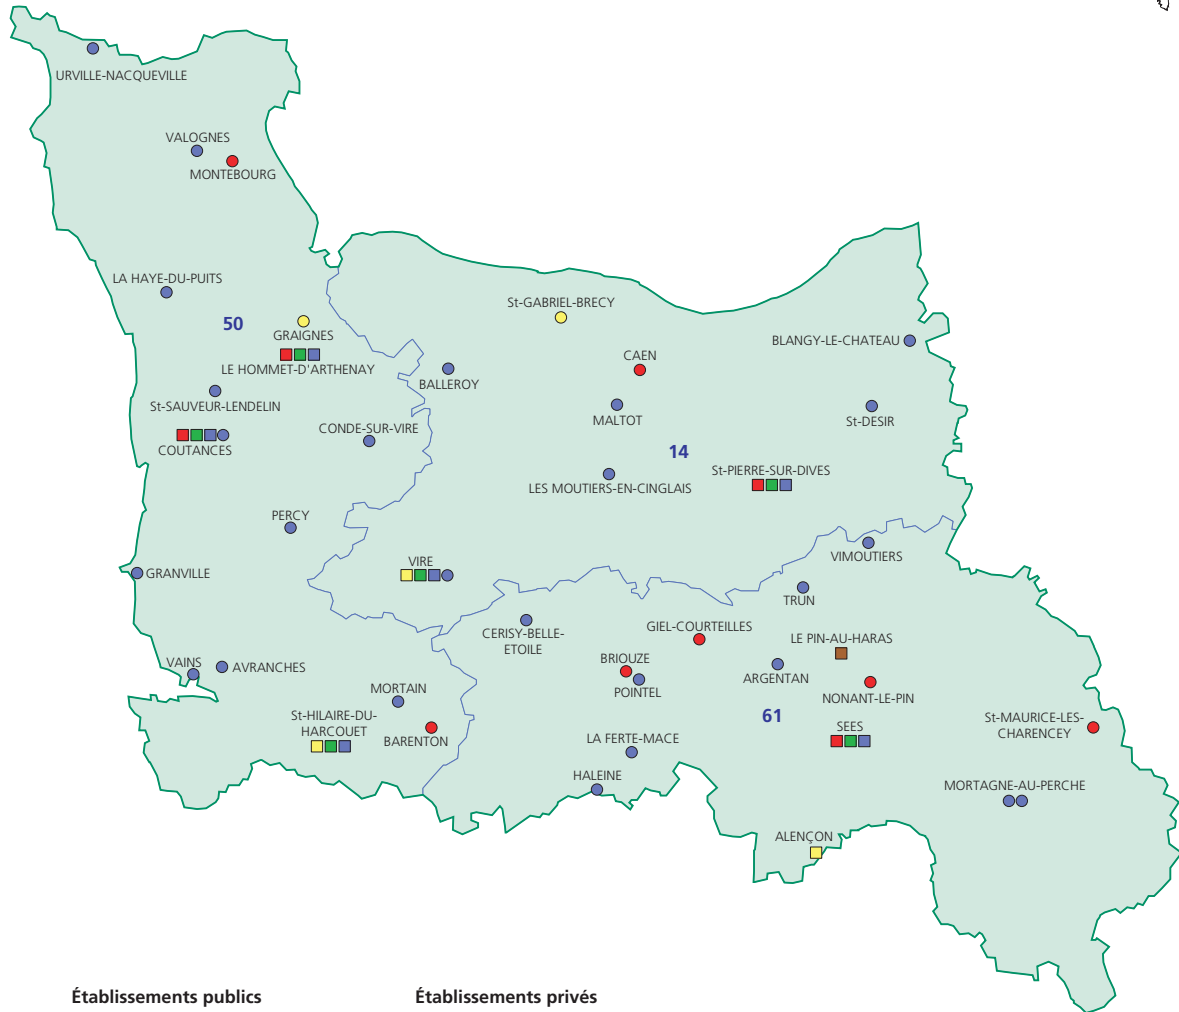 URVILLE-NACQUEVILLE
VALOGNES
MONTEBOURG
LA HAYE-DU-PUITS
50
GRAIGNES
LE HOMMET-D'ARTHENAY
St-SAUVEUR-LENDELIN
COUTANCES
CONDE-SUR-VIRE
PERCY
GRANVILLE
VAINS
AVRANCHES
MORTAIN
St-HILAIRE-DU-
HARCOUET
BARENTON
St-GABRIEL-BRECY
CAEN
BLANGY-LE-CHATEAU
BALLEROY
MALTOT
St-DESIR
14
St-PIERRE-SUR-DIVES
LES MOUTIERS-EN-CINGLAIS
VIRE
VIMOUTIERS
TRUN
CERISY-BELLE-
ETOILE
GIEL-COURTEILLES
LE PIN-AU-HARAS
BRIOUZE
POINTEL
ARGENTAN
NONANT-LE-PIN
61
SEES
St-MAURICE-LES-
CHARENCEY
LA FERTE-MACE
HALEINE
MORTAGNE-AU-PERCHE
ALENÇON
Établissements publics
Établissements privés